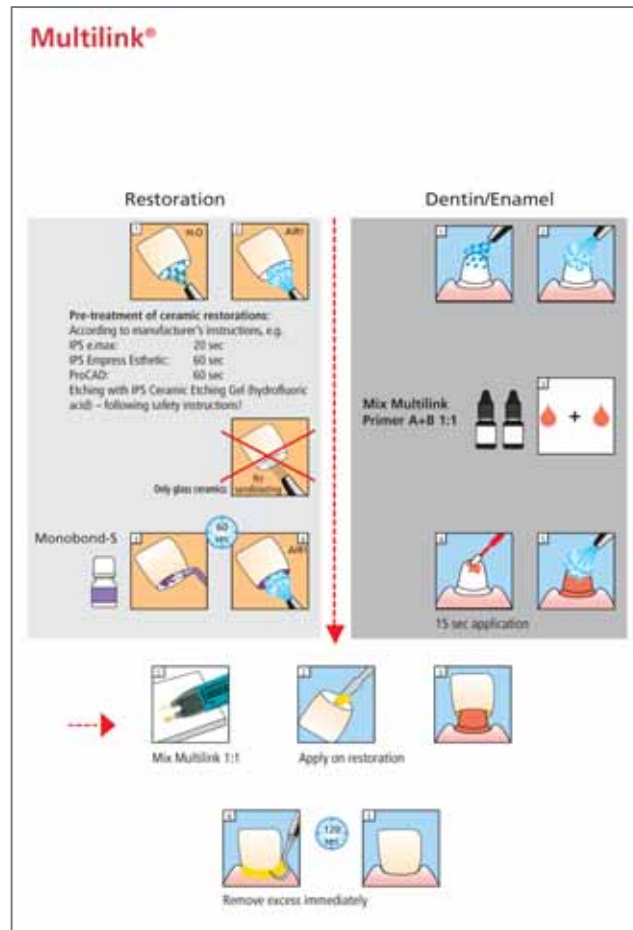 Multilink®
Restoration
H₂O
AIR!
Pre-treatment of ceramic restorations:
According to manufacturer's instructions, e.g.
IPS e.max: 20 sec
IPS Empress Esthetic: 60 sec
ProCAD: 60 sec
Etching with IPS Ceramic Etching Gel (hydrofluoric
acid) – following safety instructions!
No
sandblasting
Only glass ceramics
Monobond-S
60
sec
AIR!
Dentin/Enamel
Mix Multilink
Primer A+B 1:1
+
15 sec application
Mix Multilink 1:1
Apply on restoration
120
sec
Remove excess immediately